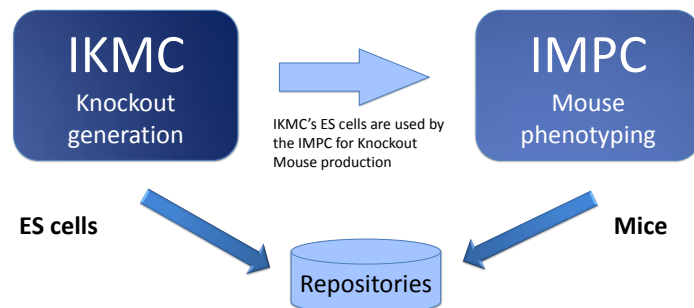 IKMC
Knockout
generation
IKMC's ES cells are used by
the IMPC for Knockout
Mouse production
IMPC
Mouse
phenotyping
ES cells
Mice
Repositories